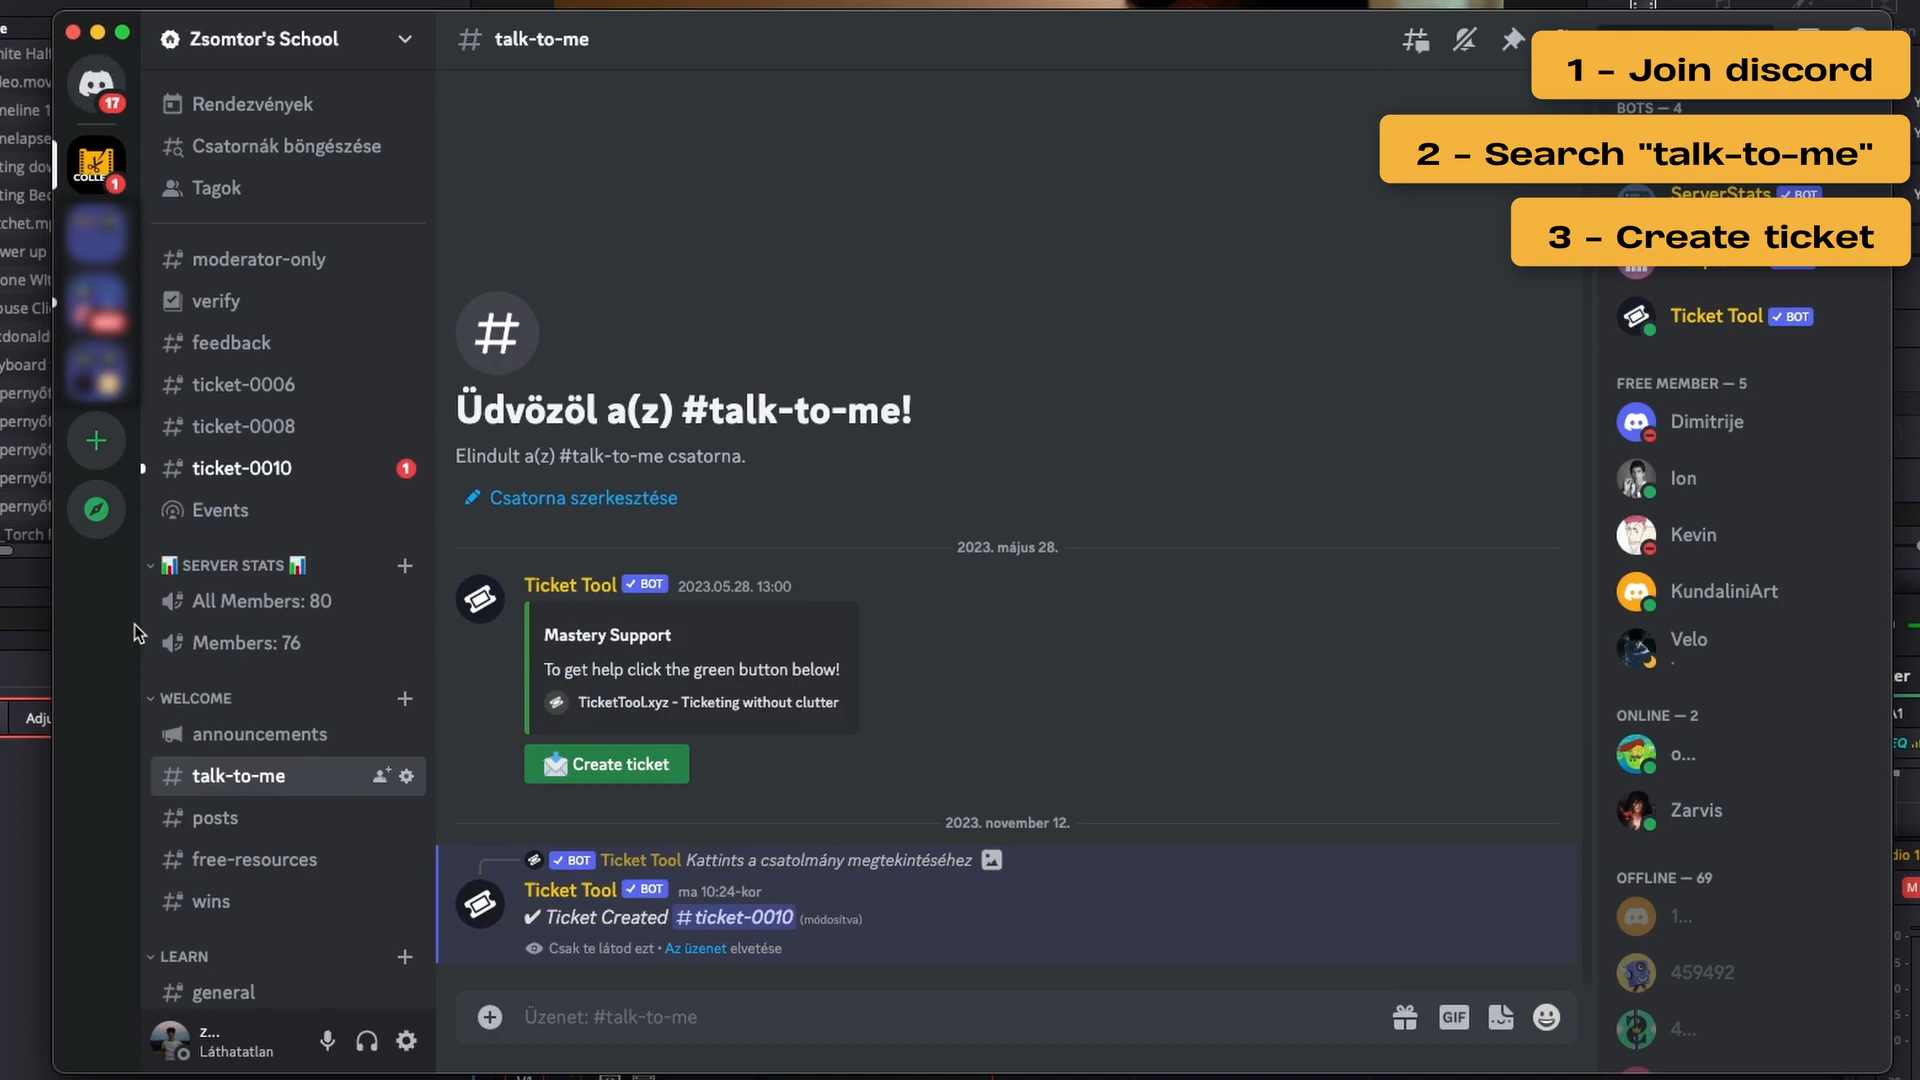 Zsomtor's School
talk-to-me
1 - Join discord
2 - Search "talk-to-me"
3 - Create ticket
17
COLLE
1
Rendezvények
Csatornák böngészése
Tagok
moderator-only
verify
feedback
ticket-0006
ticket-0008
ticket-0010
1
Events
SERVER STATS
All Members: 80
Members: 76
WELCOME
announcements
talk-to-me
posts
free-resources
wins
LEARN
general
z...
Láthatatlan
Üdvözöl a(z) #talk-to-me!
Elindult a(z) #talk-to-me csatorna.
Csatorna szerkesztése
2023. május 28.
Ticket Tool BOT 2023.05.28. 13:00
Mastery Support
To get help click the green button below!
TicketTool.xyz - Ticketing without clutter
Create ticket
2023. november 12.
BOT Ticket Tool Kattints a csatolmány megtekintéséhez
Ticket Tool BOT ma 10:24-kor
Ticket Created #ticket-0010 (módosítva)
Csak te látod ezt • Az üzenet elvetése
Üzenet: #talk-to-me
GIF
BOTS — 4
ServerStats BOT
Ticket Tool BOT
FREE MEMBER — 5
Dimitrije
Ion
Kevin
KundaliniArt
Velo
.
ONLINE — 2
o...
Zarvis
OFFLINE — 69
1...
459492
4...